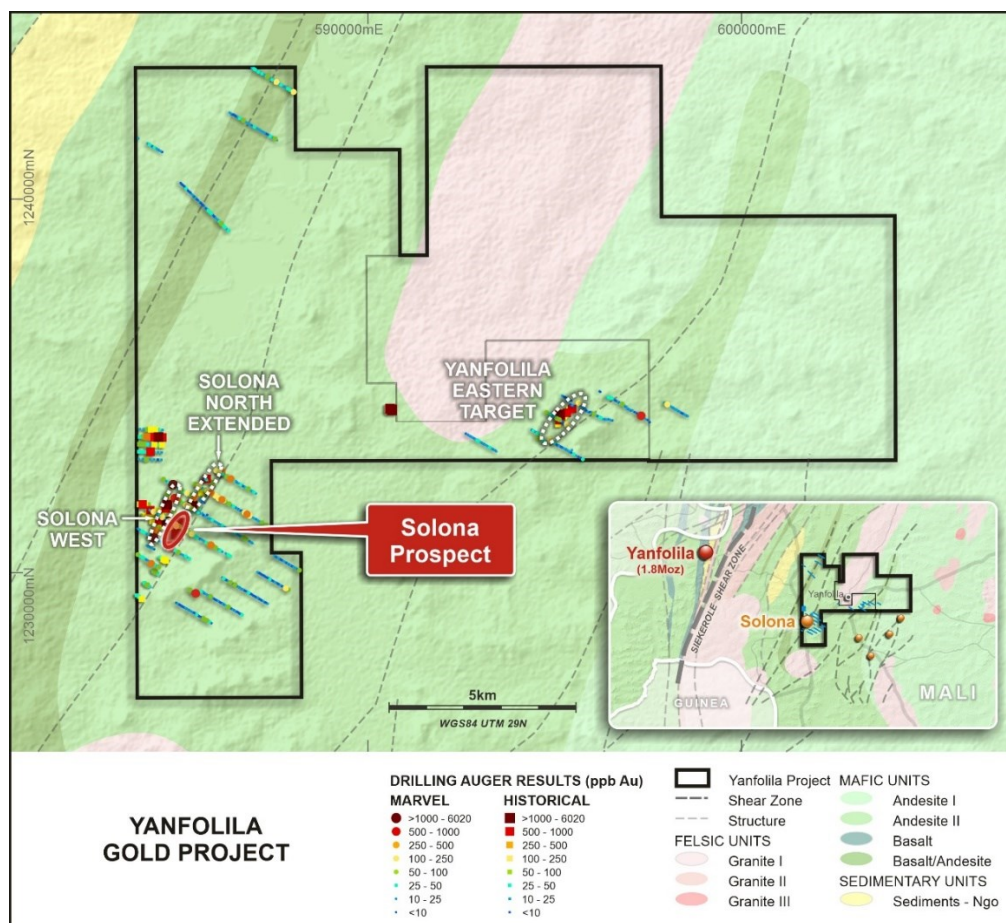 590000mE
600000mE
1240000mN
1230000mN
SOLONA
NORTH
EXTENDED
YANFOLILA
EASTERN
TARGET
SOLONA
WEST
Solona
Prospect
5km
WGS84 UTM 29N
Yanfolila
(1.8Moz)
SIEKEROLE SHEAR ZONE
Yanfolila
Solona
GUINEA
MALI
YANFOLILA
GOLD PROJECT
DRILLING AUGER RESULTS (ppb Au)
MARVEL
>1000 - 6020
500 - 1000
250 - 500
100 - 250
50 - 100
25 - 50
10 - 25
<10
HISTORICAL
>1000 - 6020
500 - 1000
250 - 500
100 - 250
50 - 100
25 - 50
10 - 25
<10
Yanfolila Project
Shear Zone
Structure
FELSIC UNITS
Granite I
Granite II
Granite III
MAFIC UNITS
Andesite I
Andesite II
Basalt
Basalt/Andesite
SEDIMENTARY UNITS
Sediments - Ngo